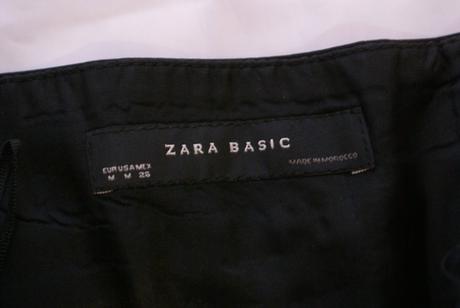 ZARA BASIC
EUR USA MEX
M M 26
MADE IN MOROCCO